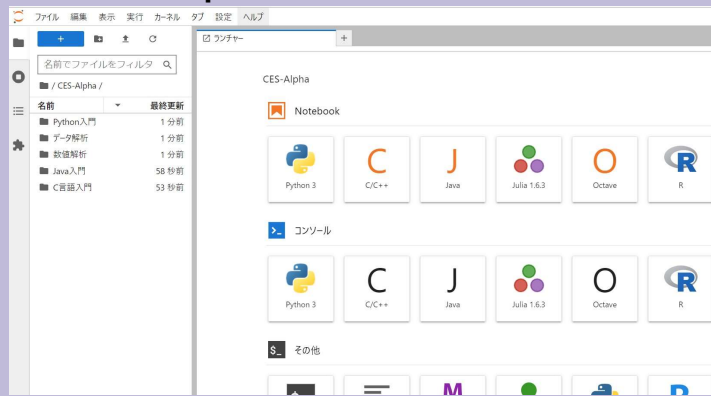 ファイル 編集 表示 実行 カーネル タブ 設定 ヘルプ
+
ランチャー
+
名前でファイルをフィルタ
/ CES-Alpha /
名前 最終更新
Python入門 1 分前
データ解析 1 分前
数値解析 1 分前
Java入門 58 秒前
C言語入門 53 秒前
CES-Alpha
Notebook
C J O R
Python 3 C/C++ Java Julia 1.6.3 Octave R
>_ コンソール
C J O R
Python 3 C/C++ Java Julia 1.6.3 Octave R
$_ その他
M